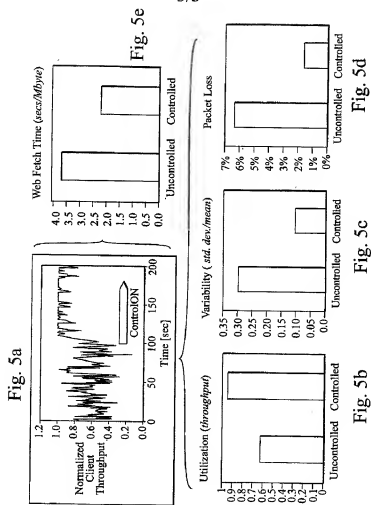 Fig. 5a
Normalized
Client
Throughput
1.2
1.0
0.8
0.6
0.4
0.2
0.0
0
50
100
150
200
Time [sec]
ControlON
Web Fetch Time (secs/Mbyte)
4.0
3.5
3.0
2.5
2.0
1.5
1.0
0.5
0.0
Uncontrolled
Controlled
Fig. 5e
Utilization (throughput)
1
0.9
0.8
0.7
0.6
0.5
0.4
0.3
0.2
0.1
0
Uncontrolled
Controlled
Fig. 5b
Variability ( std. dev/mean)
0.35
0.30
0.25
0.20
0.15
0.10
0.05
0.0
Uncontrolled
Controlled
Fig. 5c
Packet Loss
7%
6%
5%
4%
3%
2%
1%
0%
Uncontrolled
Controlled
Fig. 5d